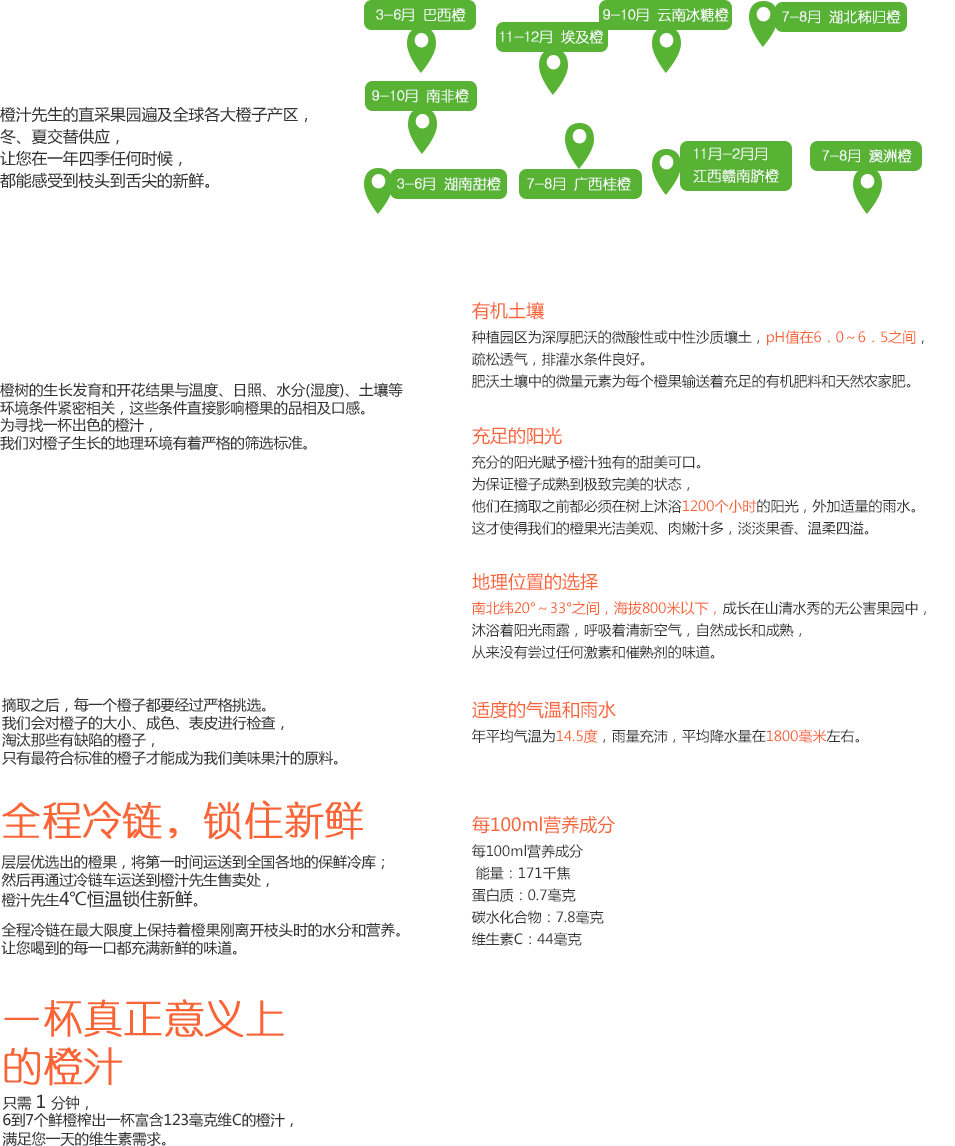 3-6月 巴西橙
11-12月 埃及橙
9-10月 云南冰糖橙
7-8月 湖北秭归橙
9-10月 南非橙
3-6月 湖南甜橙
7-8月 广西桂橙
11月-2月月
江西赣南脐橙
7-8月 澳洲橙
橙汁先生的直采果园遍及全球各大橙子产区，
冬、夏交替供应，
让您在一年四季任何时候，
都能感受到枝头到舌尖的新鲜。
橙树的生长发育和开花结果与温度、日照、水分(湿度)、土壤等
环境条件紧密相关，这些条件直接影响橙果的品相及口感。
为寻找一杯出色的橙汁，
我们对橙子生长的地理环境有着严格的筛选标准。
有机土壤
种植园区为深厚肥沃的微酸性或中性沙质壤土，pH值在6．0～6．5之间，
疏松透气，排灌水条件良好。
肥沃土壤中的微量元素为每个橙果输送着充足的有机肥料和天然农家肥。
充足的阳光
充分的阳光赋予橙汁独有的甜美可口。
为保证橙子成熟到极致完美的状态，
他们在摘取之前都必须在树上沐浴1200个小时的阳光，外加适量的雨水。
这才使得我们的橙果光洁美观、肉嫩汁多，淡淡果香、温柔四溢。
地理位置的选择
南北纬20°～33°之间，海拔800米以下，成长在山清水秀的无公害果园中，
沐浴着阳光雨露，呼吸着清新空气，自然成长和成熟，
从来没有尝过任何激素和催熟剂的味道。
适度的气温和雨水
年平均气温为14.5度，雨量充沛，平均降水量在1800毫米左右。
摘取之后，每一个橙子都要经过严格挑选。
我们会对橙子的大小、成色、表皮进行检查，
淘汰那些有缺陷的橙子，
只有最符合标准的橙子才能成为我们美味果汁的原料。
全程冷链，锁住新鲜
层层优选出的橙果，将第一时间运送到全国各地的保鲜冷库；
然后再通过冷链车运送到橙汁先生售卖处，
橙汁先生4℃恒温锁住新鲜。
全程冷链在最大限度上保持着橙果刚离开枝头时的水分和营养。
让您喝到的每一口都充满新鲜的味道。
每100ml营养成分
每100ml营养成分
能量：171千焦
蛋白质：0.7毫克
碳水化合物：7.8毫克
维生素C：44毫克
一杯真正意义上
的橙汁
只需 1 分钟，
6到7个鲜橙榨出一杯富含123毫克维C的橙汁，
满足您一天的维生素需求。